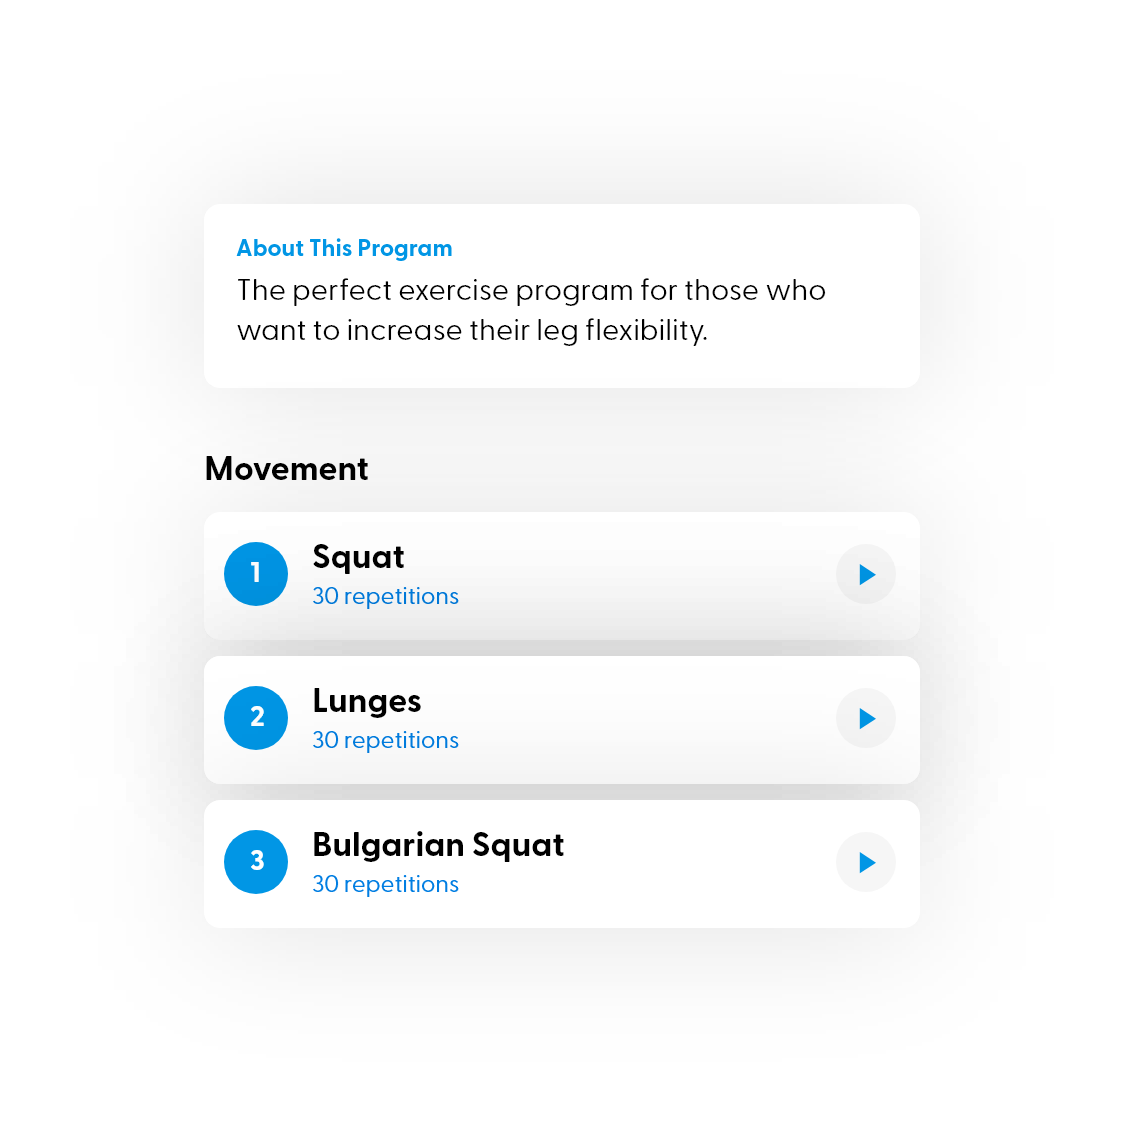 About This Program
The perfect exercise program for those who
want to increase their leg flexibility.
Movement
1
Squat
30 repetitions
2
Lunges
30 repetitions
3
Bulgarian Squat
30 repetitions